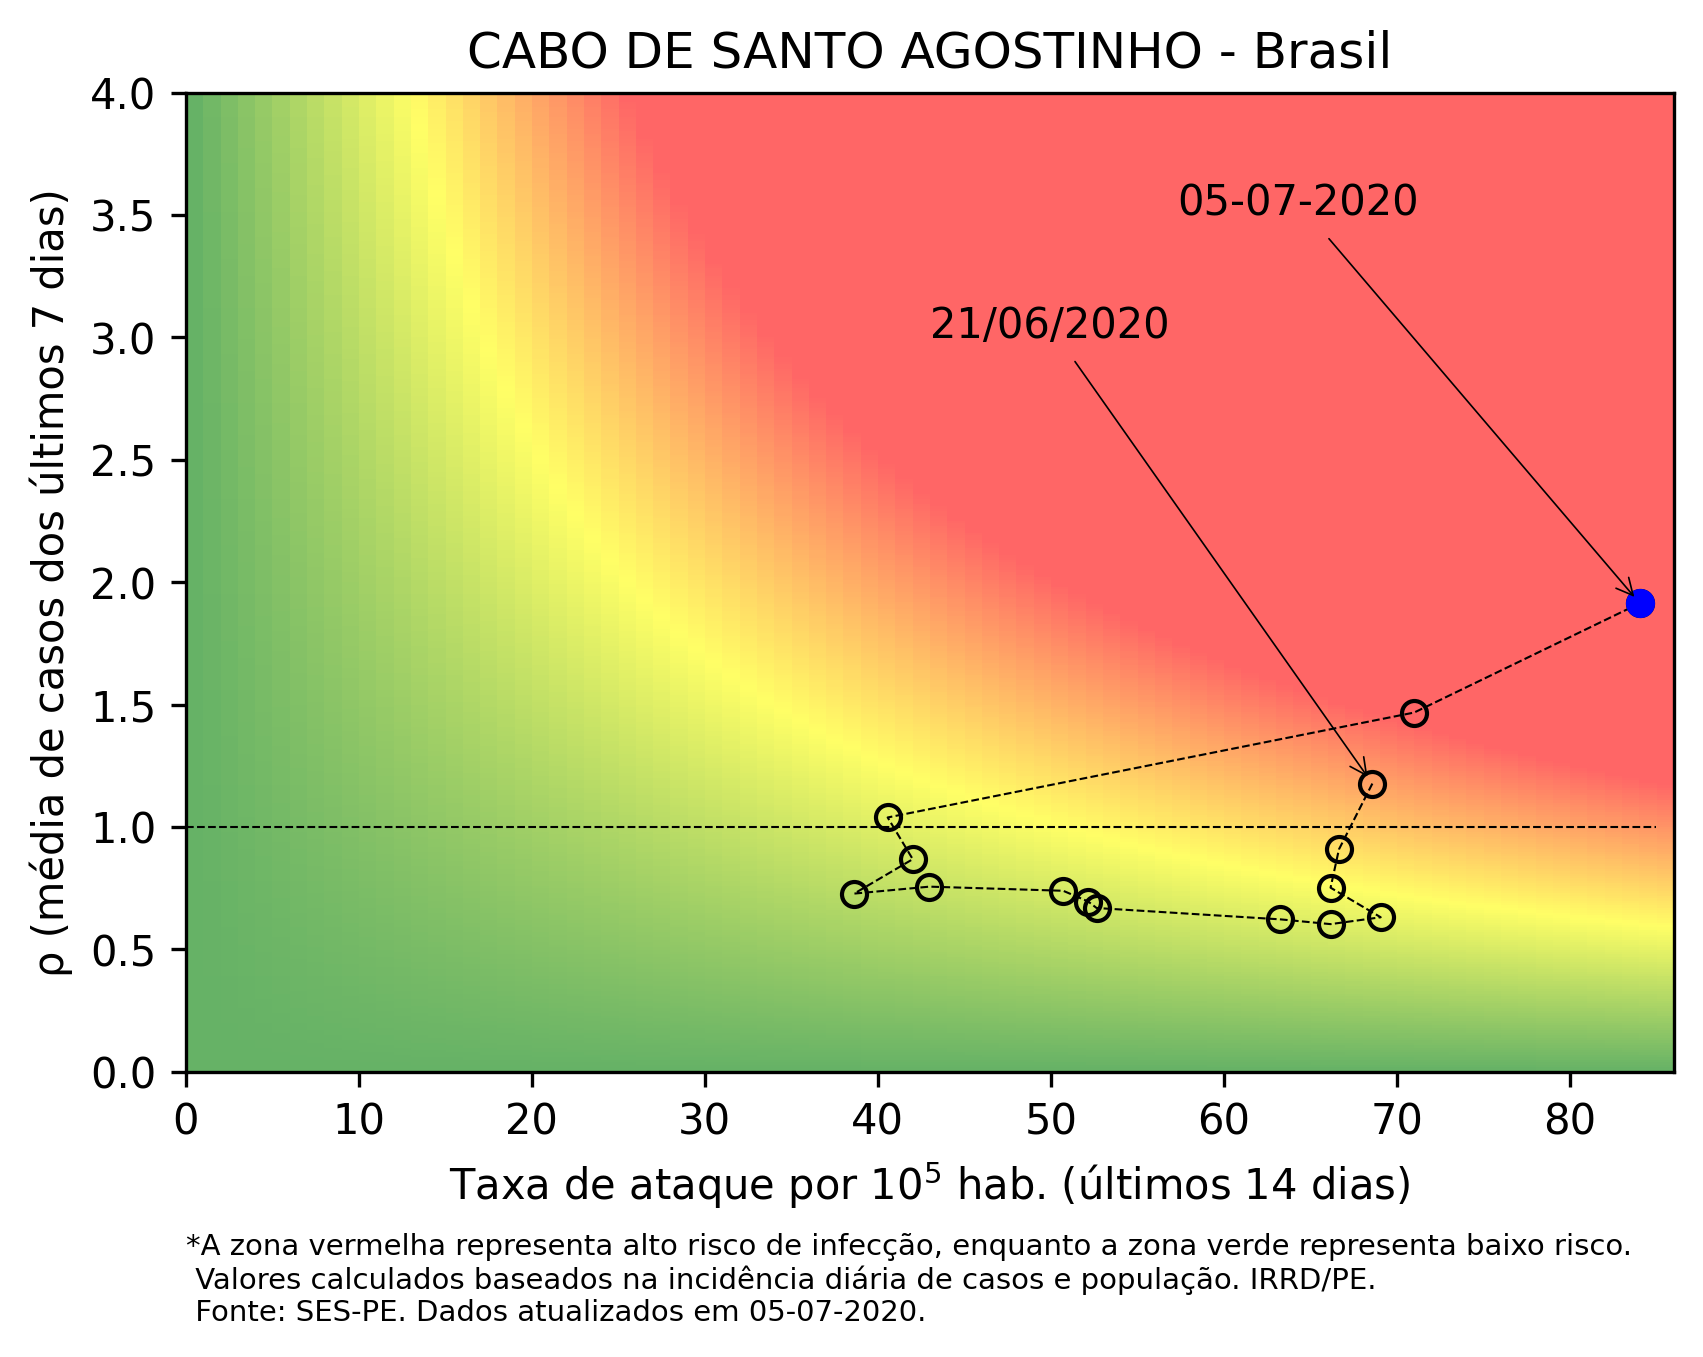 CABO DE SANTO AGOSTINHO - Brasil
4.0
3.5
3.0
2.5
2.0
1.5
1.0
0.5
0.0
ρ (média de casos dos últimos 7 dias)
05-07-2020
21/06/2020
0 10 20 30 40 50 60 70 80
Taxa de ataque por 10⁵ hab. (últimos 14 dias)
*A zona vermelha representa alto risco de infecção, enquanto a zona verde representa baixo risco.
Valores calculados baseados na incidência diária de casos e população. IRRD/PE.
Fonte: SES-PE. Dados atualizados em 05-07-2020.